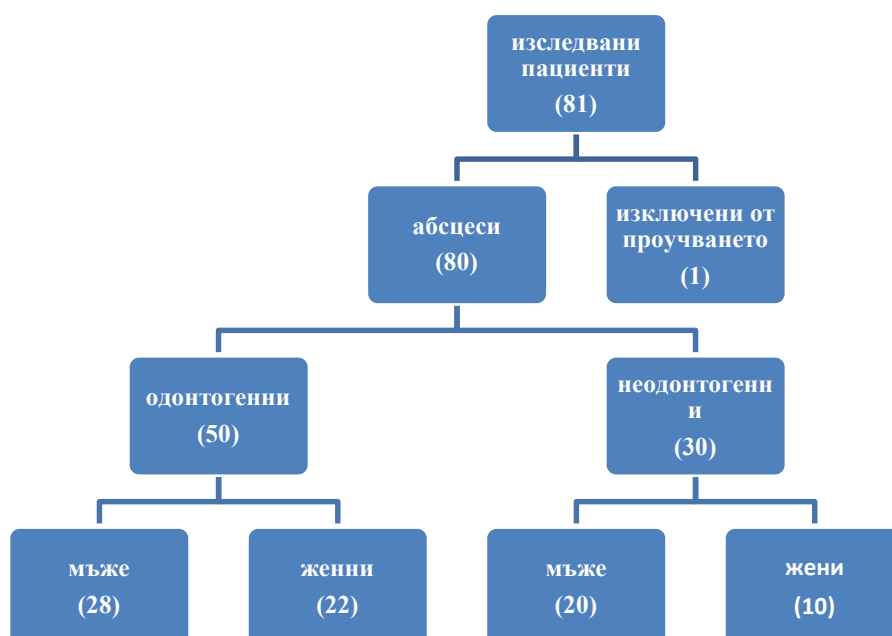 изследвани
пациенти
(81)
абсцеси
(80)
изключени от
проучването
(1)
одонтогенни
(50)
неодонтогенн
и
(30)
мъже
(28)
женни
(22)
мъже
(20)
жени
(10)